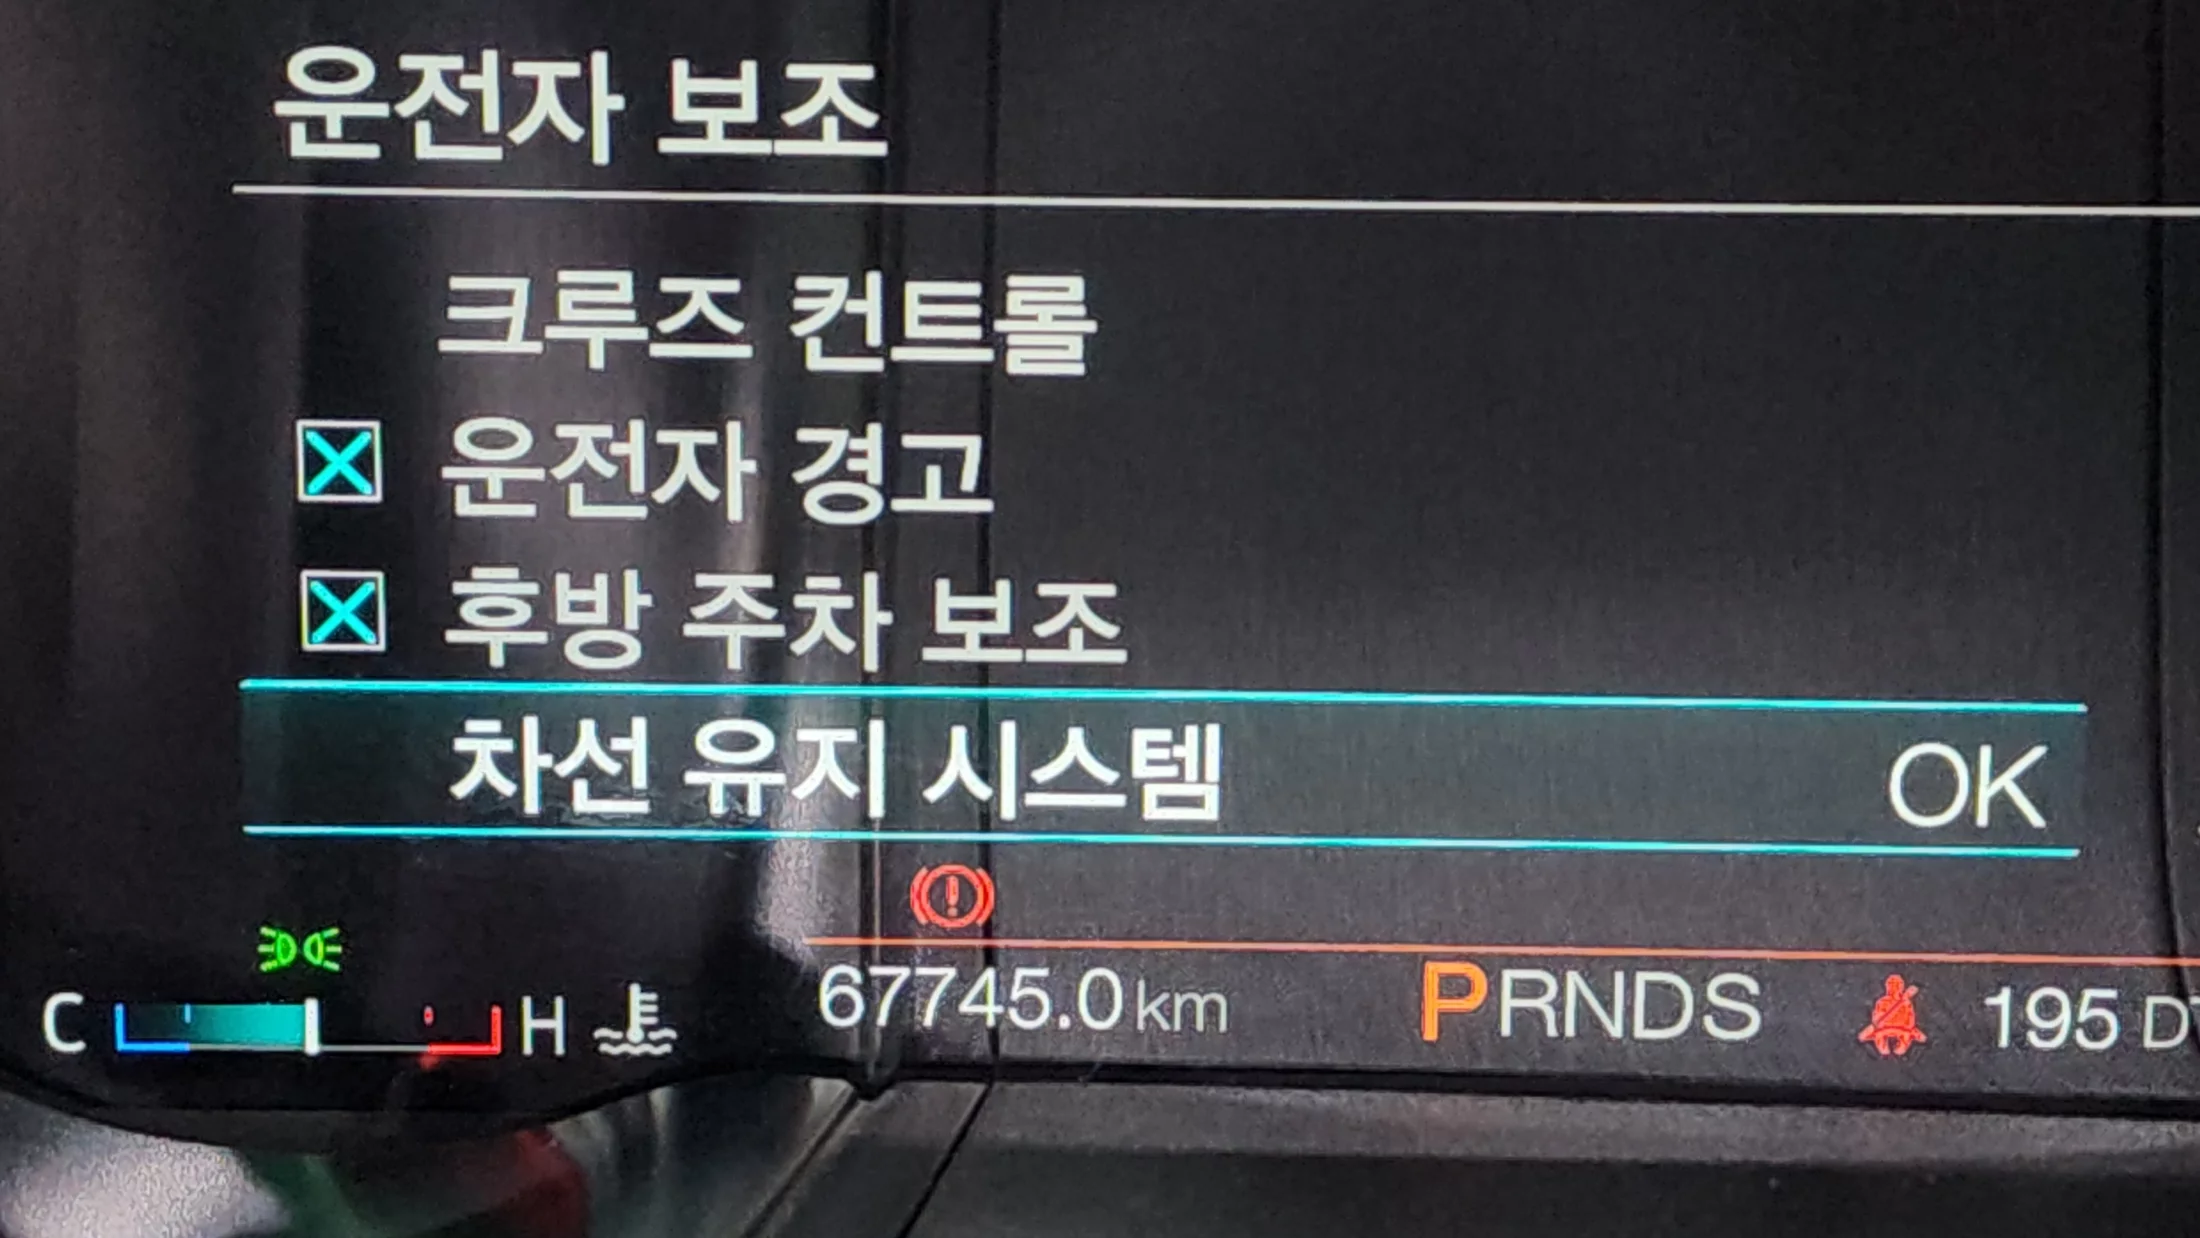 운전자 보조
크루즈 컨트롤
운전자 경고
후방 주차 보조
차선 유지 시스템 OK
C H 67745.0 km PRNDS 195